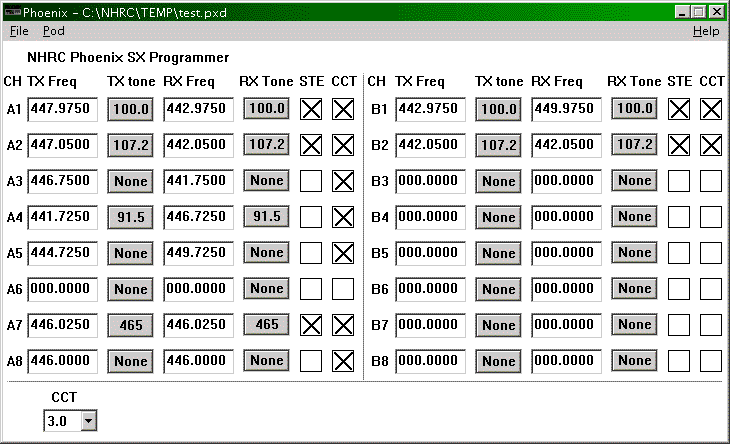 Phoenix - C:\NHRC\TEMP\test.pxd
File Pod Help
NHRC Phoenix SX Programmer
CH TX Freq TX tone RX Freq RX Tone STE CCT CH TX Freq TX tone RX Freq RX Tone STE CCT
A1 447.9750 100.0 442.9750 100.0 B1 442.9750 100.0 449.9750 100.0
A2 447.0500 107.2 442.0500 107.2 B2 442.0500 107.2 442.0500 107.2
A3 446.7500 None 441.7500 None B3 000.0000 None 000.0000 None
A4 441.7250 91.5 446.7250 91.5 B4 000.0000 None 000.0000 None
A5 444.7250 None 449.7250 None B5 000.0000 None 000.0000 None
A6 000.0000 None 000.0000 None B6 000.0000 None 000.0000 None
A7 446.0250 465 446.0250 465 B7 000.0000 None 000.0000 None
A8 446.0000 None 446.0000 None B8 000.0000 None 000.0000 None
CCT
3.0